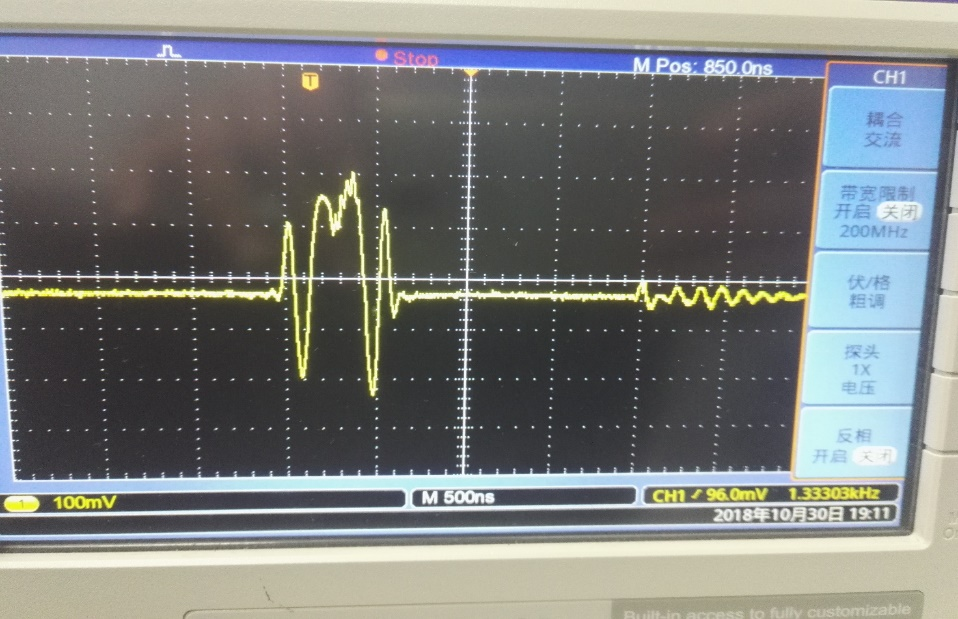 Stop
M Pos: 850.0ns
T
CH1
耦合
交流
带宽限制
开启 关闭
200MHz
伏/格
粗调
探头
1X
电压
反相
开启 关闭
1 100mV
M 500ns
CH1 / 96.0mV 1.33303kHz
2018年10月30日 19:11
Built-in access to fully customizable